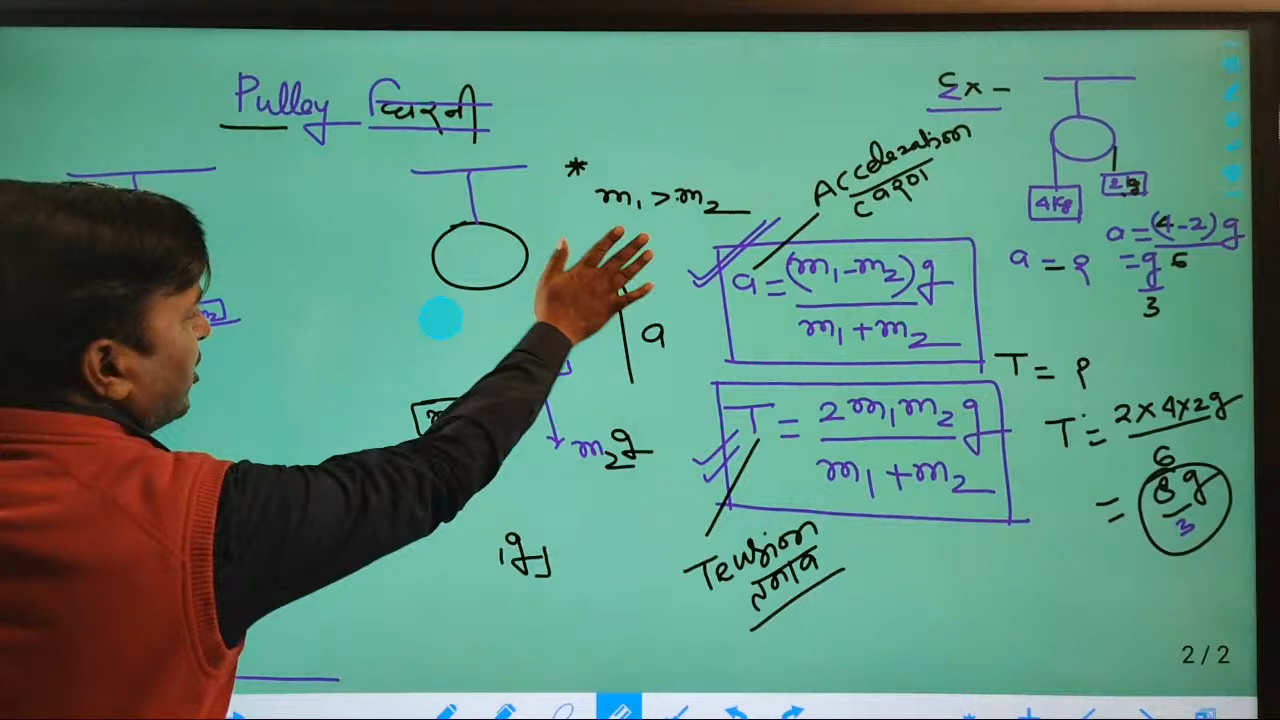 Pulley घिरनी
m₂
*
m₁ > m₂
a
m₂g
g
Acceleration
त्वरण
a = (m₁-m₂)g
m₁+m₂
T = 2m₁m₂g
m₁+m₂
Tension
तनाव
Ex -
4kg
a = (4-2)g
6
a = ?
= g
3
T = ?
T = 2×4×2g
6
= 8g
3
2/2